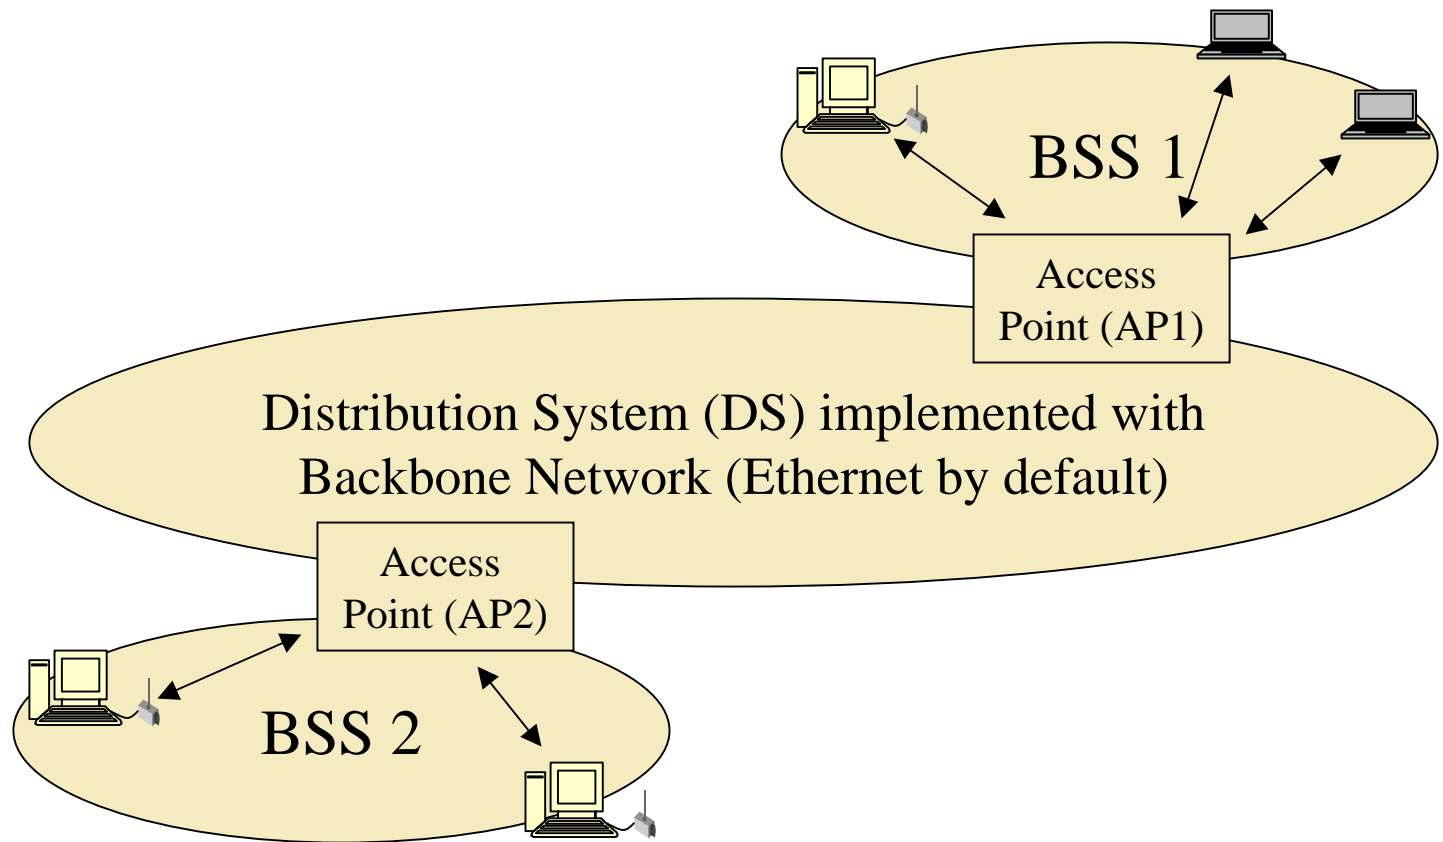 BSS 1
Access
Point (AP1)
Distribution System (DS) implemented with
Backbone Network (Ethernet by default)
Access
Point (AP2)
BSS 2